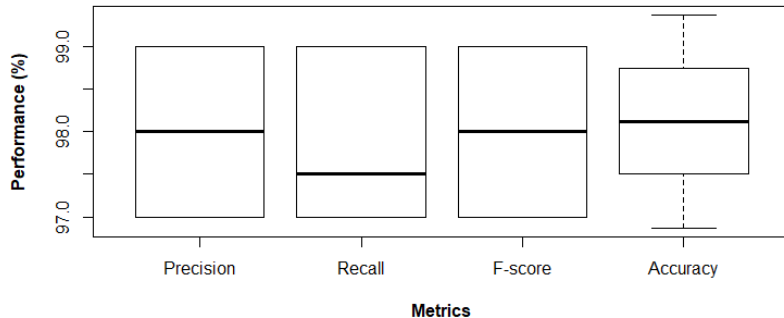 Performance (%)
99.0
98.0
97.0
Precision Recall F-score Accuracy
Metrics